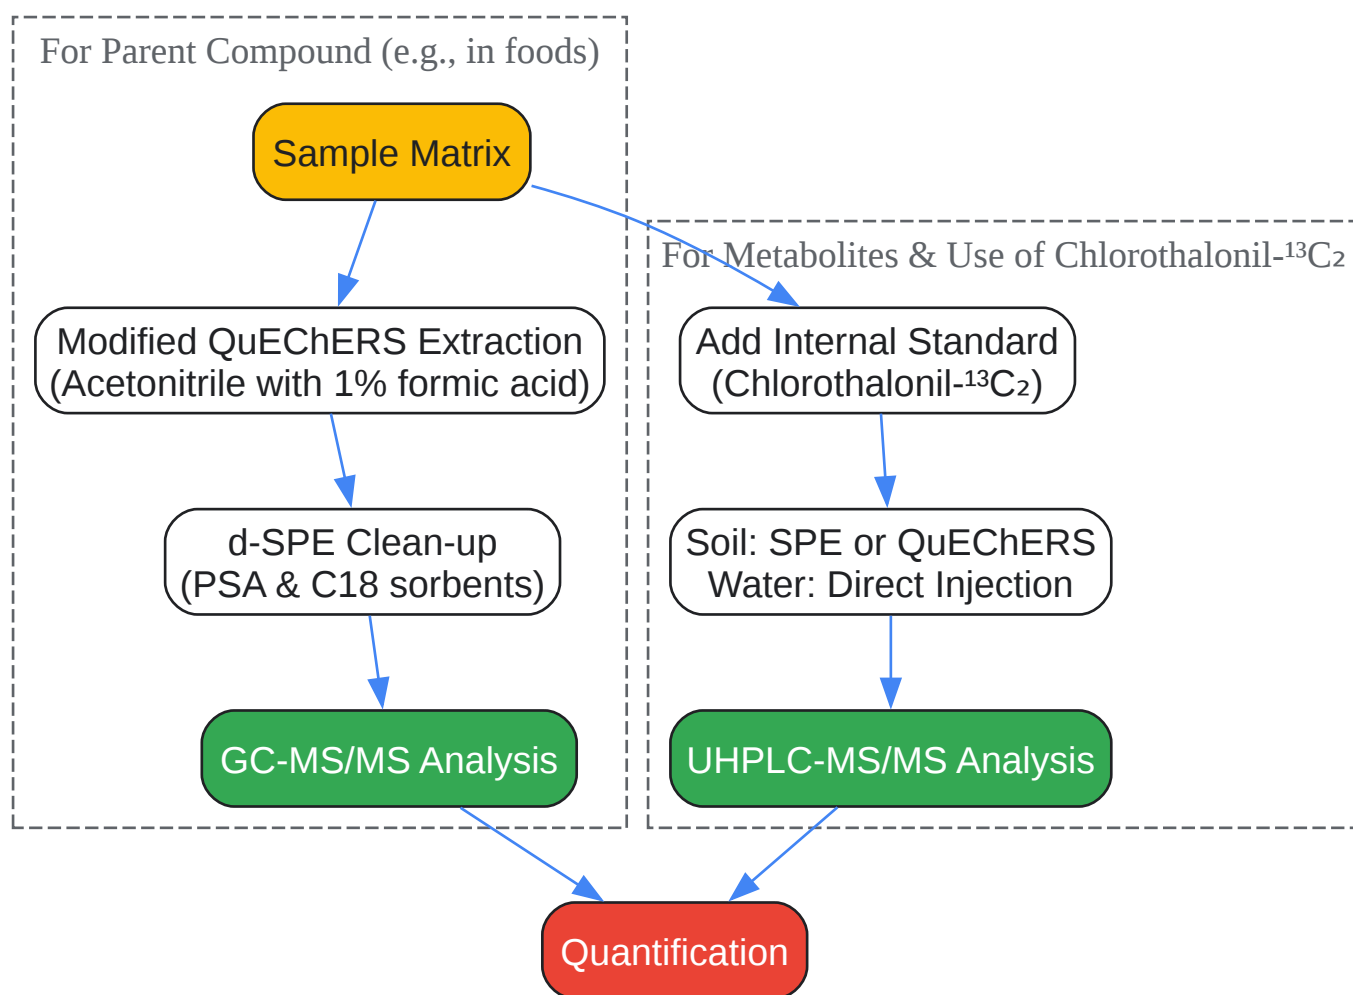 For Parent Compound (e.g., in foods)
Sample Matrix
Modified QuEChERS Extraction
(Acetonitrile with 1% formic acid)
d-SPE Clean-up
(PSA & C18 sorbents)
GC-MS/MS Analysis
For Metabolites & Use of Chlorothalonil-¹³C₂
Add Internal Standard
(Chlorothalonil-¹³C₂)
Soil: SPE or QuEChERS
Water: Direct Injection
UHPLC-MS/MS Analysis
Quantification